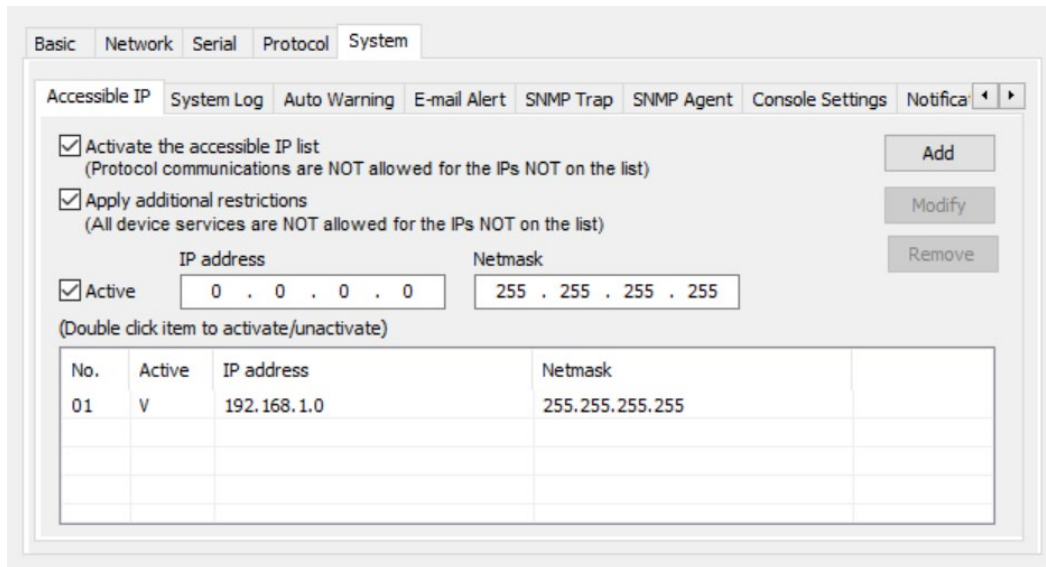 Basic Network Serial Protocol System
Accessible IP System Log Auto Warning E-mail Alert SNMP Trap SNMP Agent Console Settings Notifica
Activate the accessible IP list
(Protocol communications are NOT allowed for the IPs NOT on the list)
Add
Apply additional restrictions
(All device services are NOT allowed for the IPs NOT on the list)
Modify
IP address Netmask
Remove
Active 0 . 0 . 0 . 0 255 . 255 . 255 . 255
(Double click item to activate/unactivate)
No. Active IP address Netmask
01 V 192.168.1.0 255.255.255.255